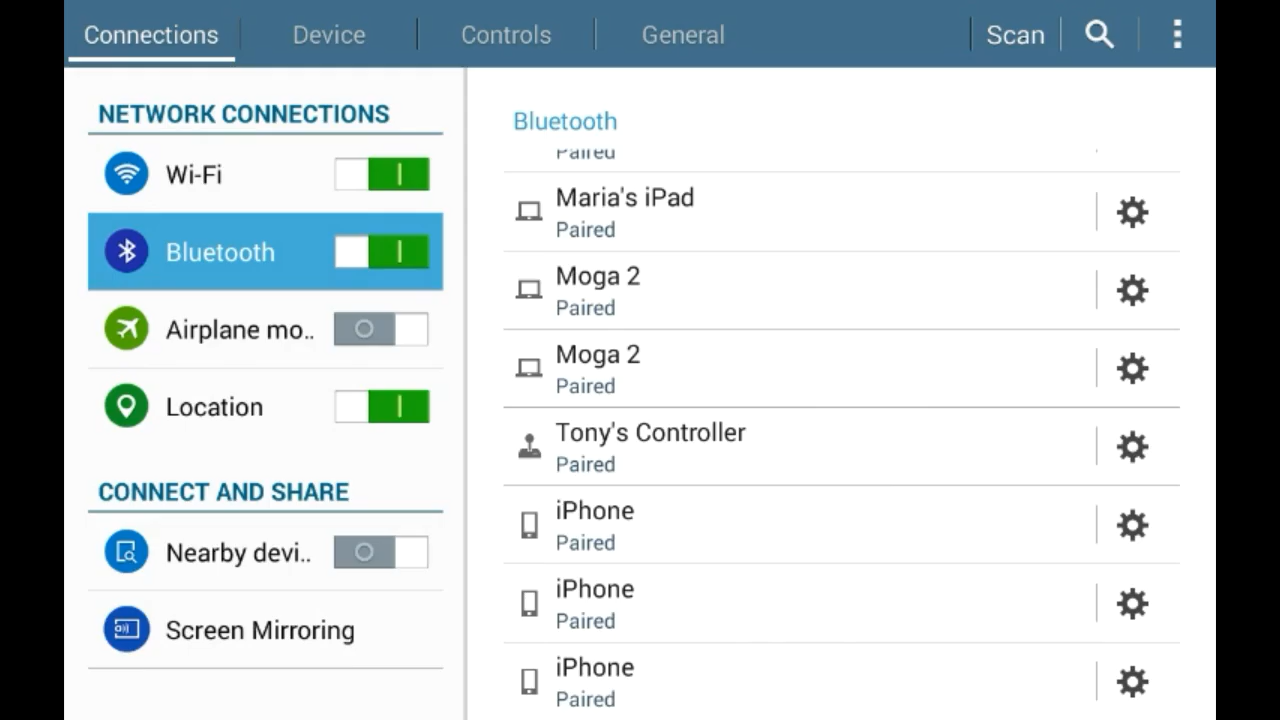 Connections Device Controls General Scan
NETWORK CONNECTIONS
Wi-Fi
Bluetooth
Airplane mo..
Location
CONNECT AND SHARE
Nearby devi..
Screen Mirroring
Bluetooth
Paired
Maria's iPad
Paired
Moga 2
Paired
Moga 2
Paired
Tony's Controller
Paired
iPhone
Paired
iPhone
Paired
iPhone
Paired